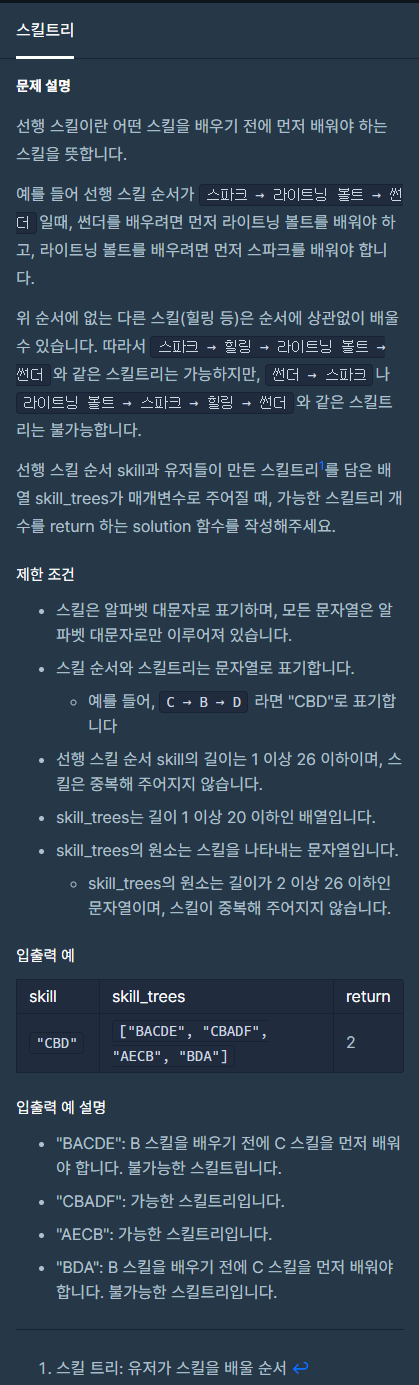 스킬트리
문제 설명
선행 스킬이란 어떤 스킬을 배우기 전에 먼저 배워야 하는
스킬을 뜻합니다.
예를 들어 선행 스킬 순서가 스파크 → 라이트닝 볼트 → 썬
더 일때, 썬더를 배우려면 먼저 라이트닝 볼트를 배워야 하
고, 라이트닝 볼트를 배우려면 먼저 스파크를 배워야 합니
다.
위 순서에 없는 다른 스킬(힐링 등)은 순서에 상관없이 배울
수 있습니다. 따라서 스파크 → 힐링 → 라이트닝 볼트 →
썬더 와 같은 스킬트리는 가능하지만, 썬더 → 스파크 나
라이트닝 볼트 → 스파크 → 힐링 → 썬더 와 같은 스킬트
리는 불가능합니다.
선행 스킬 순서 skill과 유저들이 만든 스킬트리1를 담은 배
열 skill_trees가 매개변수로 주어질 때, 가능한 스킬트리 개
수를 return 하는 solution 함수를 작성해주세요.
제한 조건
• 스킬은 알파벳 대문자로 표기하며, 모든 문자열은 알
파벳 대문자로만 이루어져 있습니다.
• 스킬 순서와 스킬트리는 문자열로 표기합니다.
◦ 예를 들어, C → B → D 라면 "CBD"로 표기합
니다
• 선행 스킬 순서 skill의 길이는 1 이상 26 이하이며, 스
킬은 중복해 주어지지 않습니다.
• skill_trees는 길이 1 이상 20 이하인 배열입니다.
• skill_trees의 원소는 스킬을 나타내는 문자열입니다.
◦ skill_trees의 원소는 길이가 2 이상 26 이하인
문자열이며, 스킬이 중복해 주어지지 않습니다.
입출력 예
skill skill_trees return
"CBD" ["BACDE", "CBADF", 2
"AECB", "BDA"]
입출력 예 설명
• "BACDE": B 스킬을 배우기 전에 C 스킬을 먼저 배워
야 합니다. 불가능한 스킬트립니다.
• "CBADF": 가능한 스킬트리입니다.
• "AECB": 가능한 스킬트리입니다.
• "BDA": B 스킬을 배우기 전에 C 스킬을 먼저 배워야
합니다. 불가능한 스킬트리입니다.
1. 스킬 트리: 유저가 스킬을 배울 순서 ↩